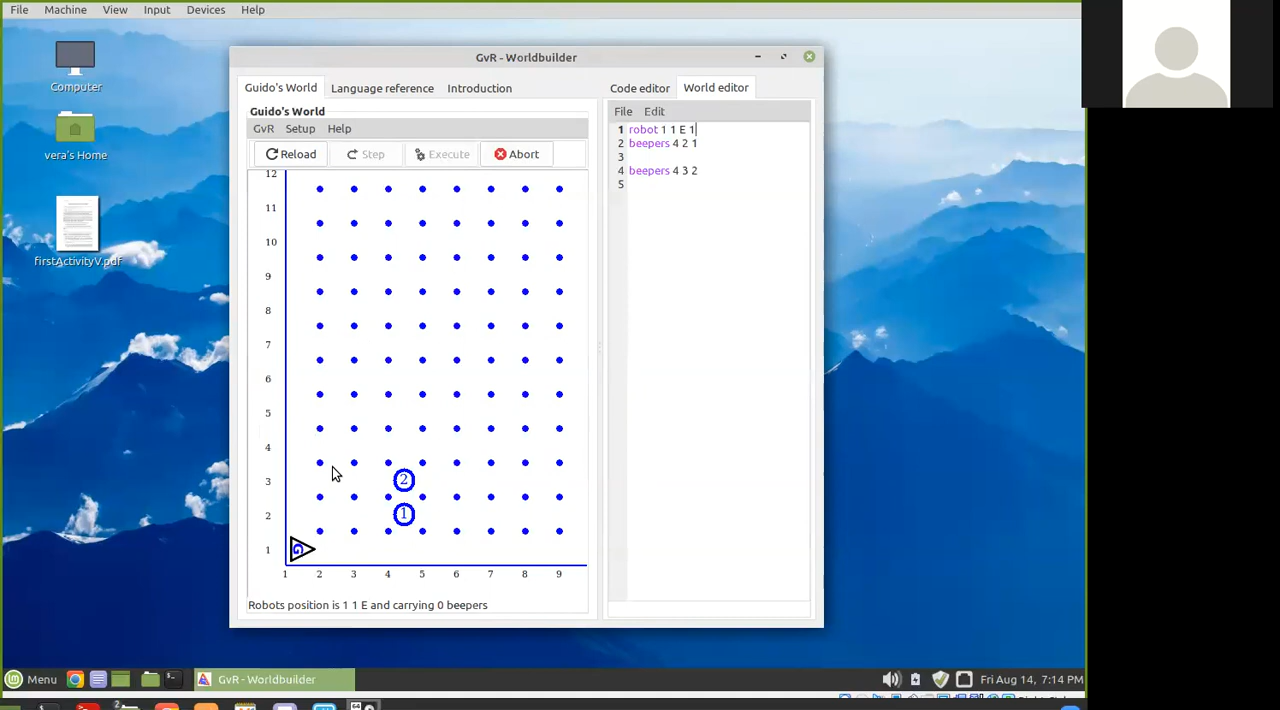 File Machine View Input Devices Help
Computer
vera's Home
firstActivityV.pdf
GvR - Worldbuilder
Guido's World Language reference Introduction
Guido's World
GvR Setup Help
Reload Step Execute Abort
12
11
10
9
8
7
6
5
4
3
2
1
2
1
G
1 2 3 4 5 6 7 8 9
Robots position is 1 1 E and carrying 0 beepers
Code editor World editor
File Edit
1 robot 1 1 E 1
2 beepers 4 2 1
3
4 beepers 4 3 2
5
Menu GvR - Worldbuilder Fri Aug 14, 7:14 PM